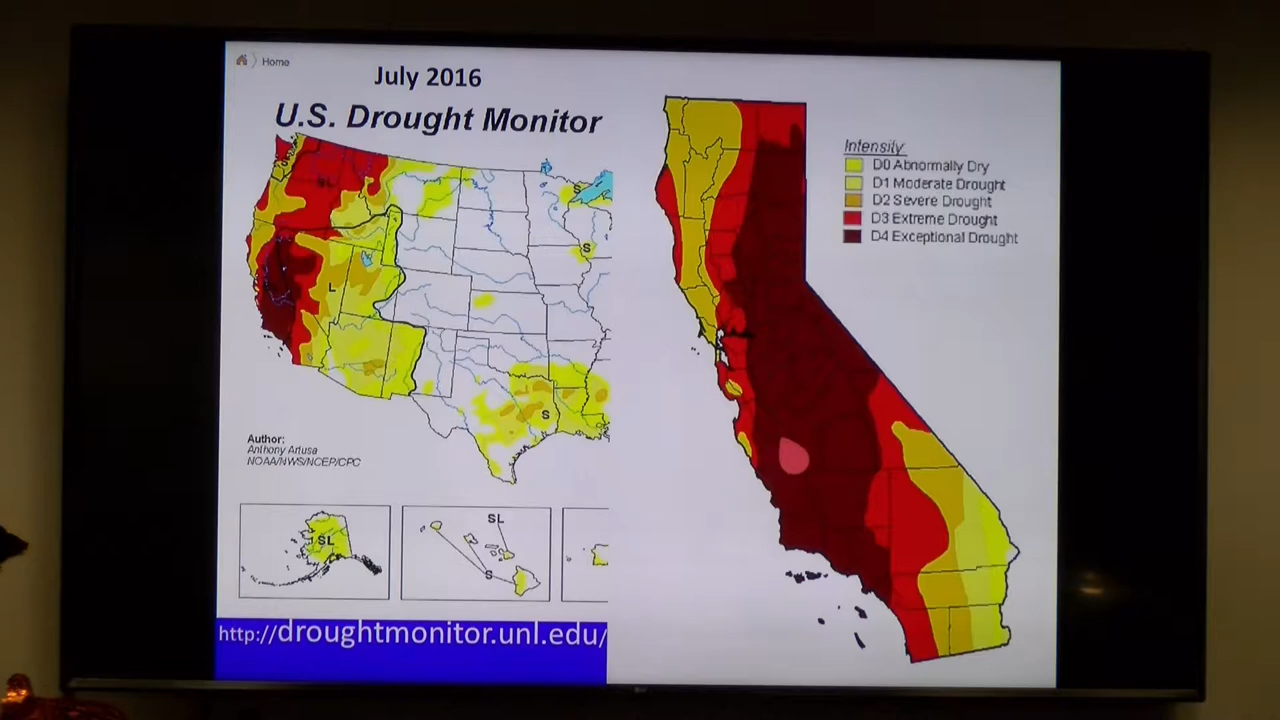 Home
July 2016
U.S. Drought Monitor
S
SL
S
L
S
Author:
Anthony Artusa
NOAA/NWS/NCEP/CPC
SL
SL
S
http://droughtmonitor.unl.edu/
Intensity:
D0 Abnormally Dry
D1 Moderate Drought
D2 Severe Drought
D3 Extreme Drought
D4 Exceptional Drought